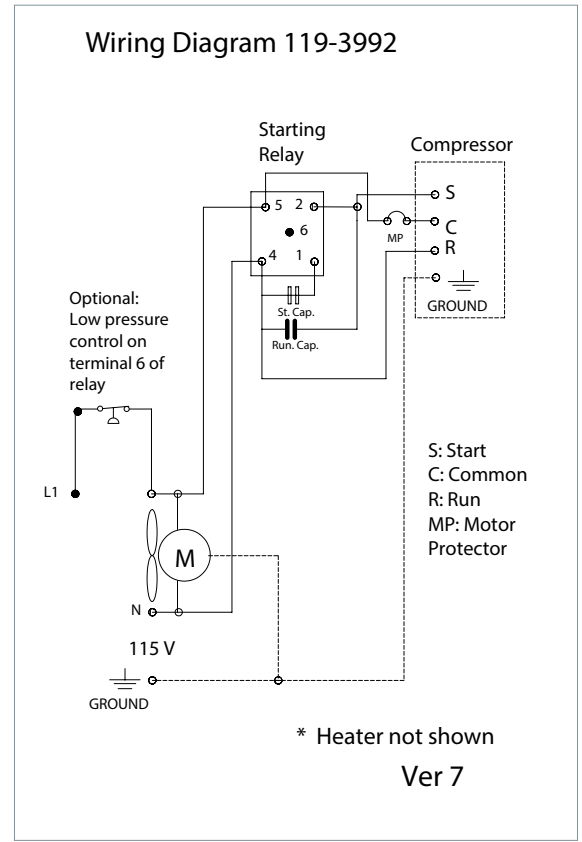 Wiring Diagram 119-3992
Starting
Relay
Compressor
5 2
6
4 1
S
C
R
MP
GROUND
St. Cap.
Run. Cap.
Optional:
Low pressure
control on
terminal 6 of
relay
L1
M
N
115 V
GROUND
S: Start
C: Common
R: Run
MP: Motor
Protector
* Heater not shown
Ver 7